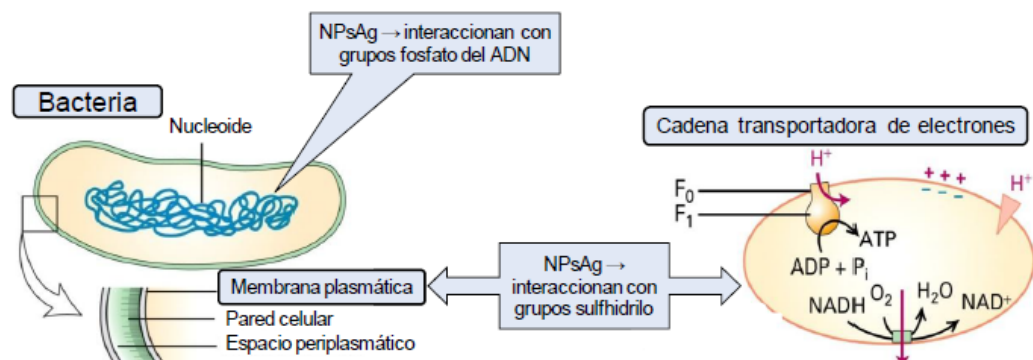 NPsAg → interaccionan con
grupos fosfato del ADN
Bacteria
Nucleoide
Membrana plasmática
Pared celular
Espacio periplasmático
NPsAg →
interaccionan con
grupos sulfhidrilo
Cadena transportadora de electrones
H⁺
+ + +
- - -
H⁺
F₀
F₁
ATP
ADP + Pᵢ
NADH
O₂
H₂O
NAD⁺